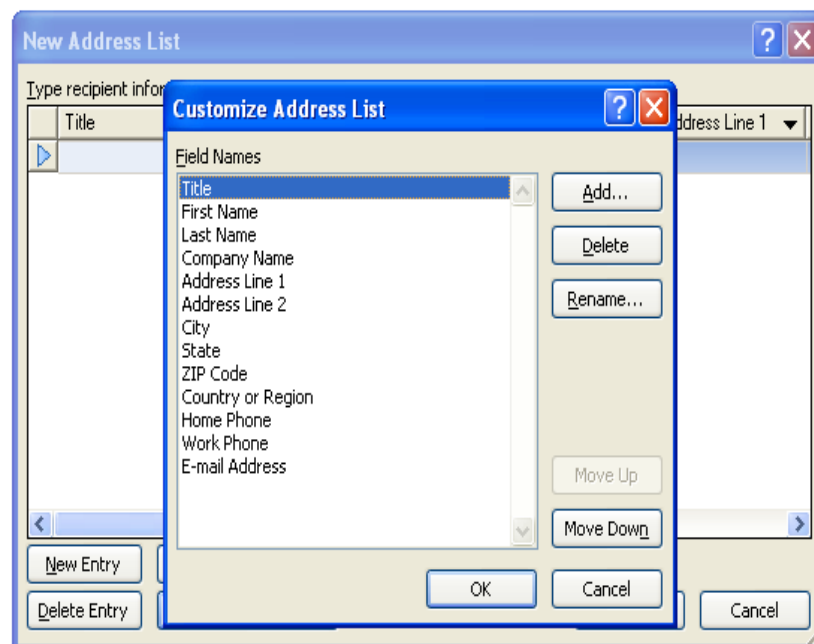 New Address List
Type recipient infor
Title
ddress Line 1
Customize Address List
Field Names
Title
First Name
Last Name
Company Name
Address Line 1
Address Line 2
City
State
ZIP Code
Country or Region
Home Phone
Work Phone
E-mail Address
Add...
Delete
Rename...
Move Up
Move Down
OK
Cancel
New Entry
Delete Entry
Cancel